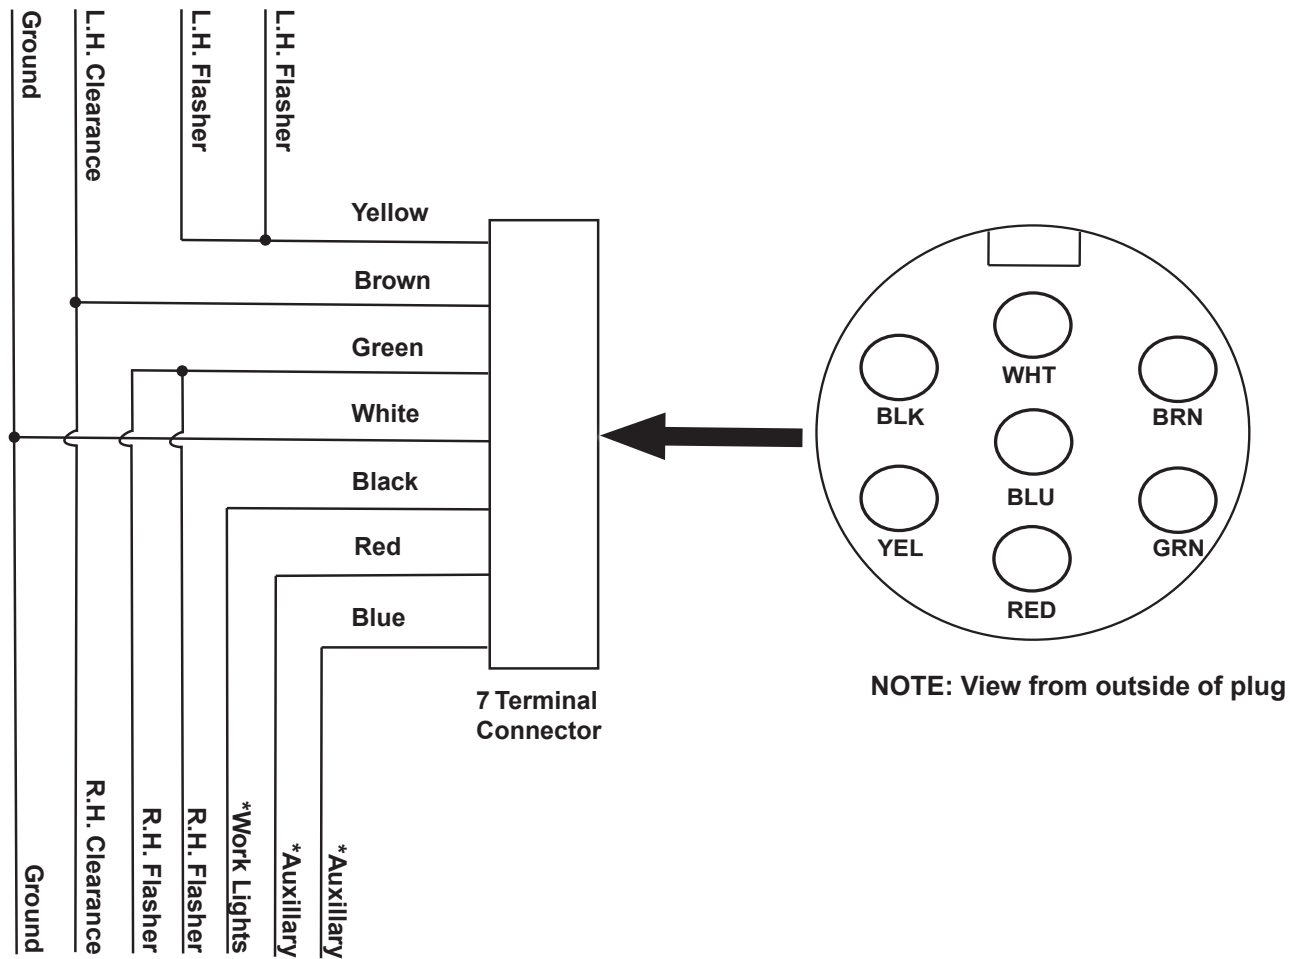 Ground
L.H. Clearance
L.H. Flasher
L.H. Flasher
Yellow
Brown
Green
White
Black
Red
Blue
7 Terminal
Connector
Ground
R.H. Clearance
R.H. Flasher
R.H. Flasher
*Work Lights
*Auxillary
*Auxillary
WHT
BLK
BRN
BLU
YEL
GRN
RED
NOTE: View from outside of plug